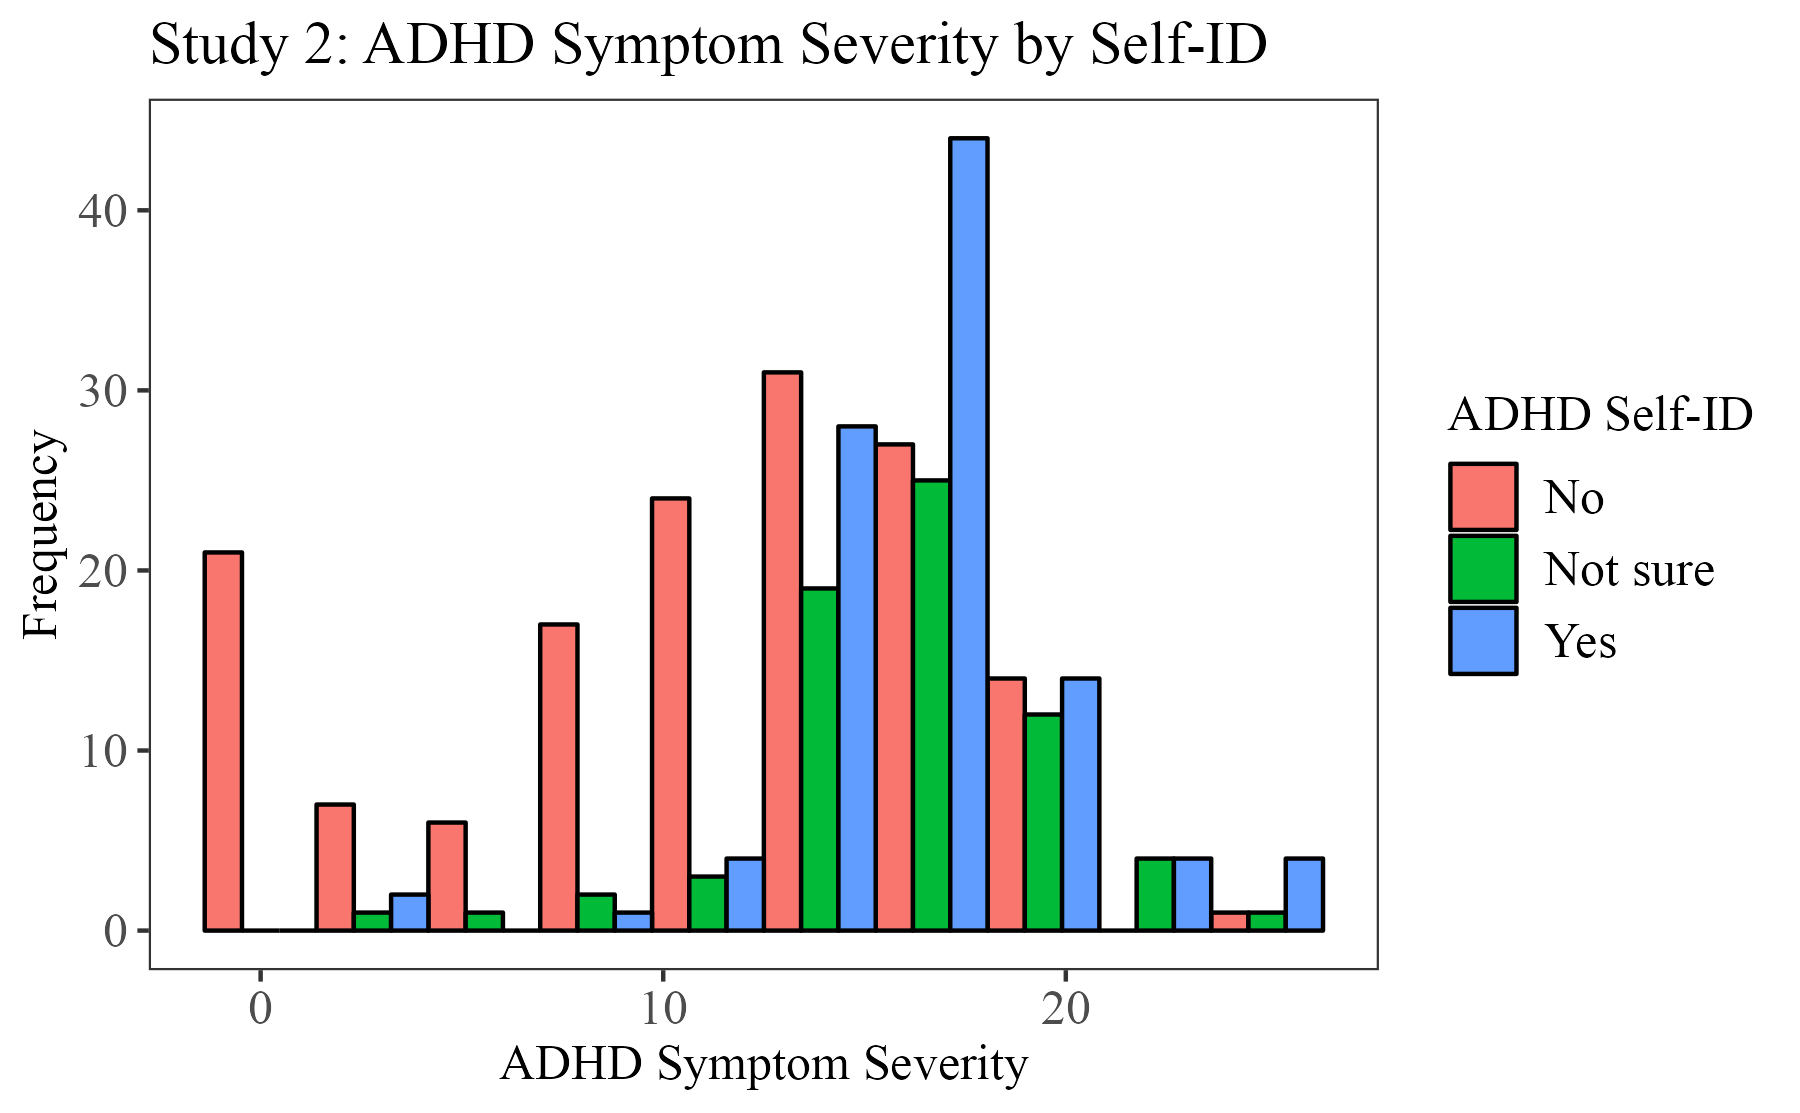 Study 2: ADHD Symptom Severity by Self-ID
Frequency
40
30
20
10
0
0 10 20
ADHD Symptom Severity
ADHD Self-ID
No
Not sure
Yes